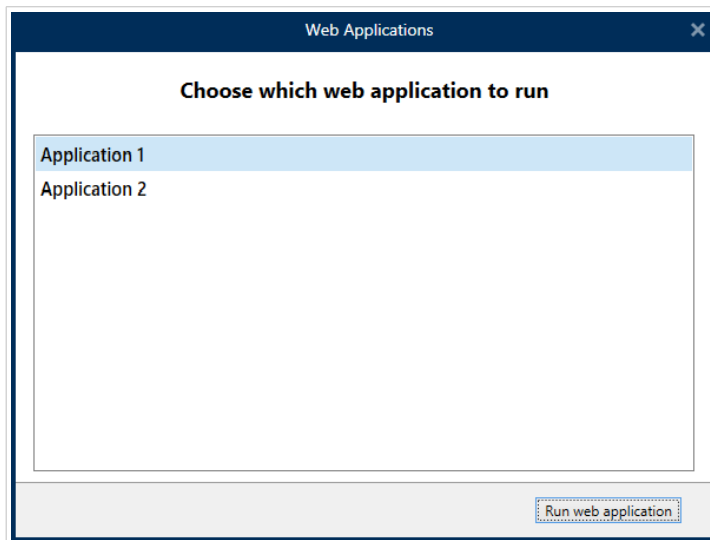 Web Applications
Choose which web application to run
Application 1
Application 2
Run web application